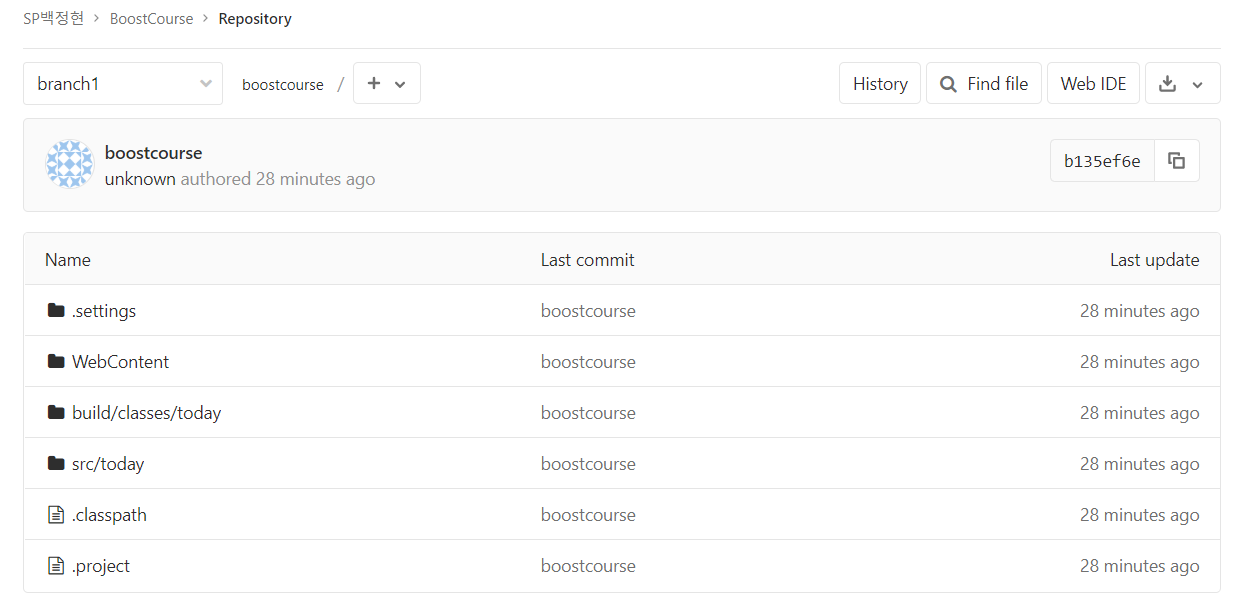 SP백정현 > BoostCourse > Repository
branch1 boostcourse / + History Find file Web IDE
boostcourse
unknown authored 28 minutes ago b135ef6e
Name Last commit Last update
.settings boostcourse 28 minutes ago
WebContent boostcourse 28 minutes ago
build/classes/today boostcourse 28 minutes ago
src/today boostcourse 28 minutes ago
.classpath boostcourse 28 minutes ago
.project boostcourse 28 minutes ago